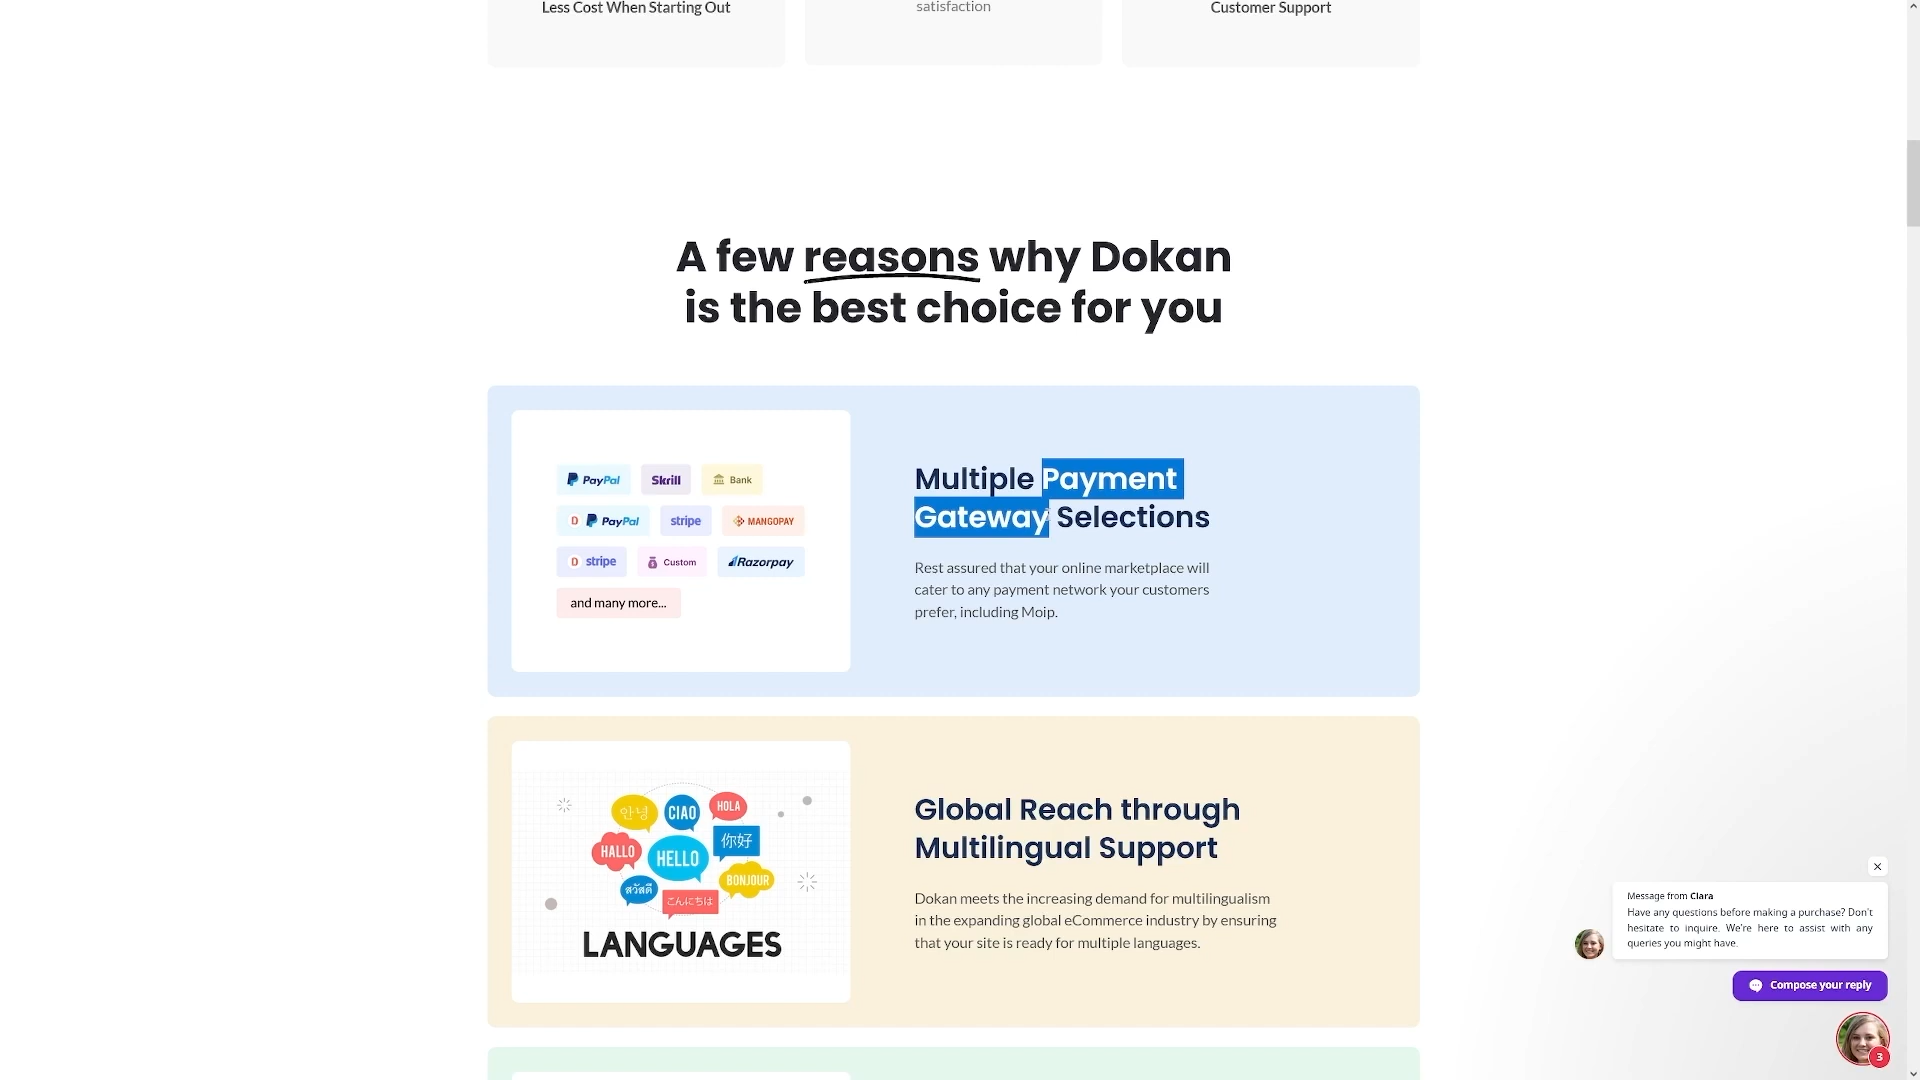 Less Cost When Starting Out
satisfaction
Customer Support
A few reasons why Dokan
is the best choice for you
PayPal
Skrill
Bank
D PayPal
stripe
MANGOPAY
D stripe
Custom
Razorpay
and many more...
Multiple Payment
Gateway Selections
Rest assured that your online marketplace will
cater to any payment network your customers
prefer, including Moip.
안녕
CIAO
HOLA
HALLO
HELLO
你好
สวัสดี
こんにちは
BONJOUR
LANGUAGES
Global Reach through
Multilingual Support
Dokan meets the increasing demand for multilingualism
in the expanding global eCommerce industry by ensuring
that your site is ready for multiple languages.
Message from Clara
Have any questions before making a purchase? Don't
hesitate to inquire. We're here to assist with any
queries you might have.
Compose your reply
3